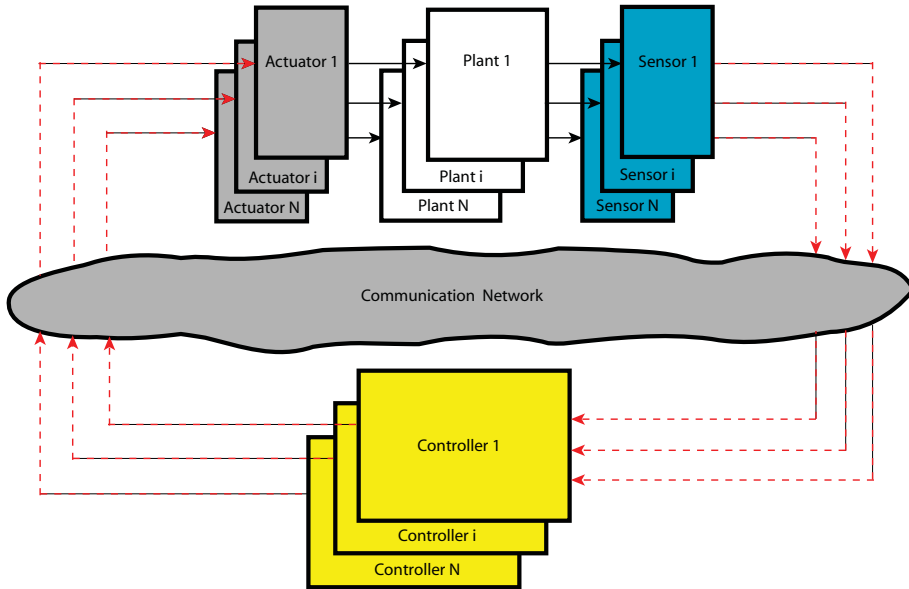 Actuator 1
Plant 1
Sensor 1
Actuator i
Plant i
Sensor i
Actuator N
Plant N
Sensor N
Communication Network
Controller 1
Controller i
Controller N